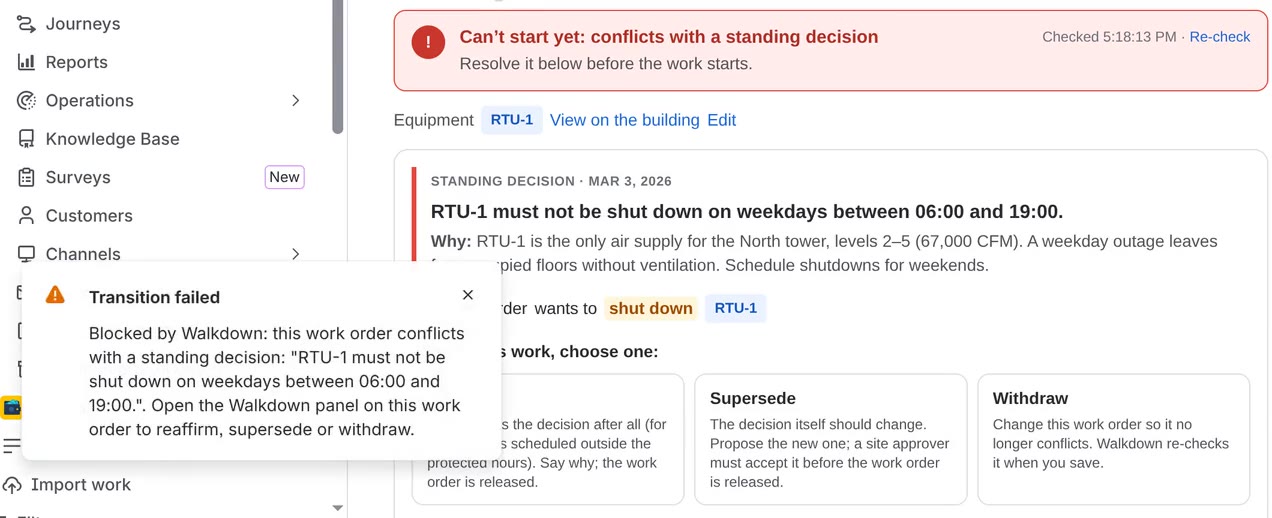 Journeys
Reports
Operations
Knowledge Base
Surveys New
Customers
Channels
Import work
Can’t start yet: conflicts with a standing decision
Checked 5:18:13 PM · Re-check
Resolve it below before the work starts.
Equipment RTU-1 View on the building Edit
STANDING DECISION · MAR 3, 2026
RTU-1 must not be shut down on weekdays between 06:00 and 19:00.
Why: RTU-1 is the only air supply for the North tower, levels 2–5 (67,000 CFM). A weekday outage leaves
floors without ventilation. Schedule shutdowns for weekends.
wants to shut down RTU-1
work, choose one:
the decision after all (for
scheduled outside the
protected hours). Say why; the work
order is released.
Supersede
The decision itself should change.
Propose the new one; a site approver
must accept it before the work order
is released.
Withdraw
Change this work order so it no
longer conflicts. Walkdown re-checks
it when you save.
Transition failed
Blocked by Walkdown: this work order conflicts
with a standing decision: "RTU-1 must not be
shut down on weekdays between 06:00 and
19:00.". Open the Walkdown panel on this work
order to reaffirm, supersede or withdraw.